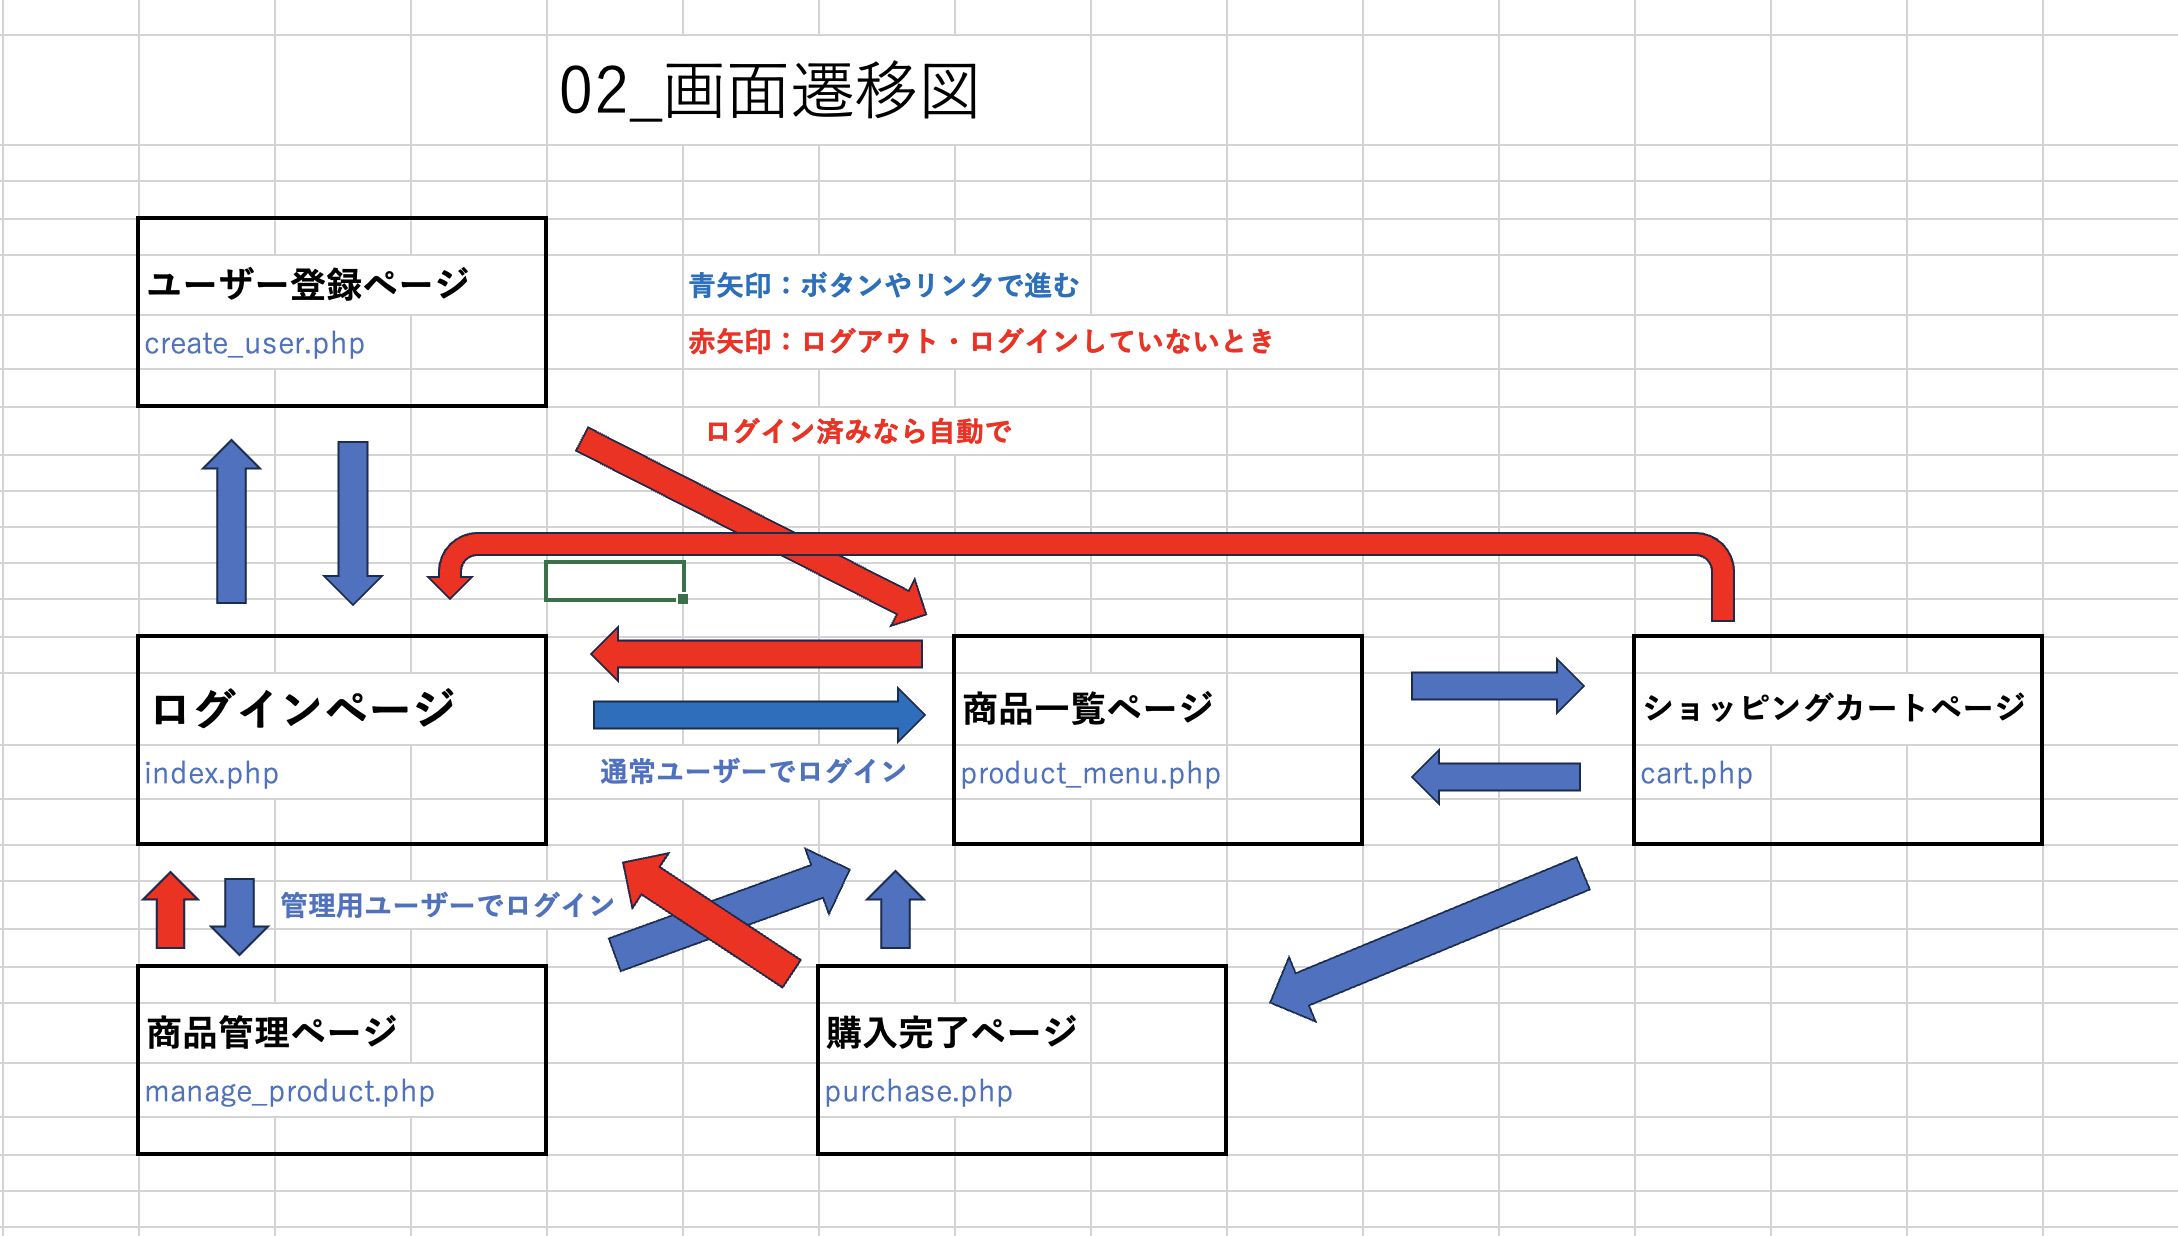 02_画面遷移図
ユーザー登録ページ
create_user.php
青矢印：ボタンやリンクで進む
赤矢印：ログアウト・ログインしていないとき
ログイン済みなら自動で
ログインページ
index.php
通常ユーザーでログイン
商品一覧ページ
product_menu.php
ショッピングカートページ
cart.php
管理用ユーザーでログイン
商品管理ページ
manage_product.php
購入完了ページ
purchase.php